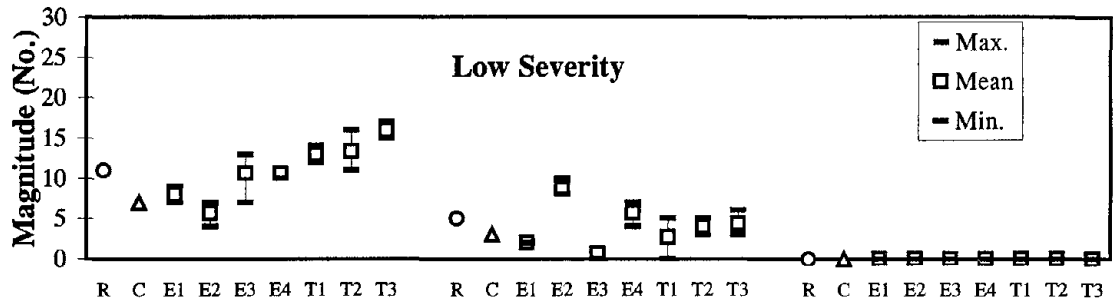 30
25
20
15
10
5
0
Magnitude (No.)
Low Severity
Max.
Mean
Min.
R C E1 E2 E3 E4 T1 T2 T3 R C E1 E2 E3 E4 T1 T2 T3 R C E1 E2 E3 E4 T1 T2 T3